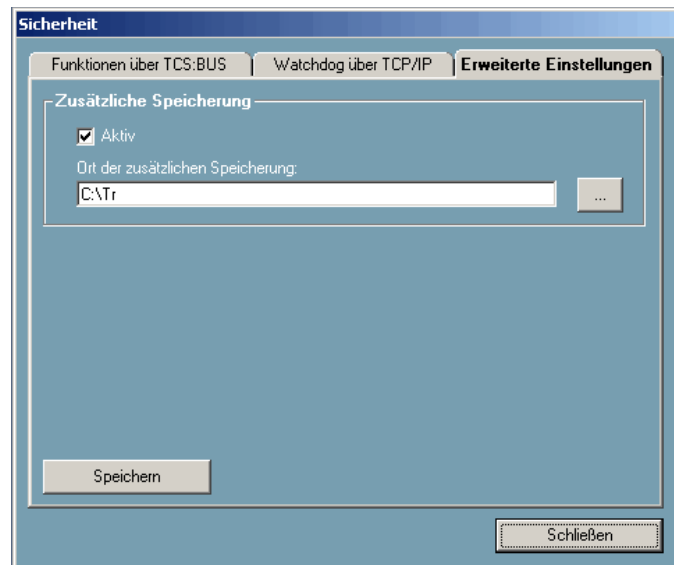 Sicherheit
Funktionen über TCS:BUS
Watchdog über TCP/IP
Erweiterte Einstellungen
Zusätzliche Speicherung
Aktiv
Ort der zusätzlichen Speicherung:
C:\Tr
...
Speichern
Schließen